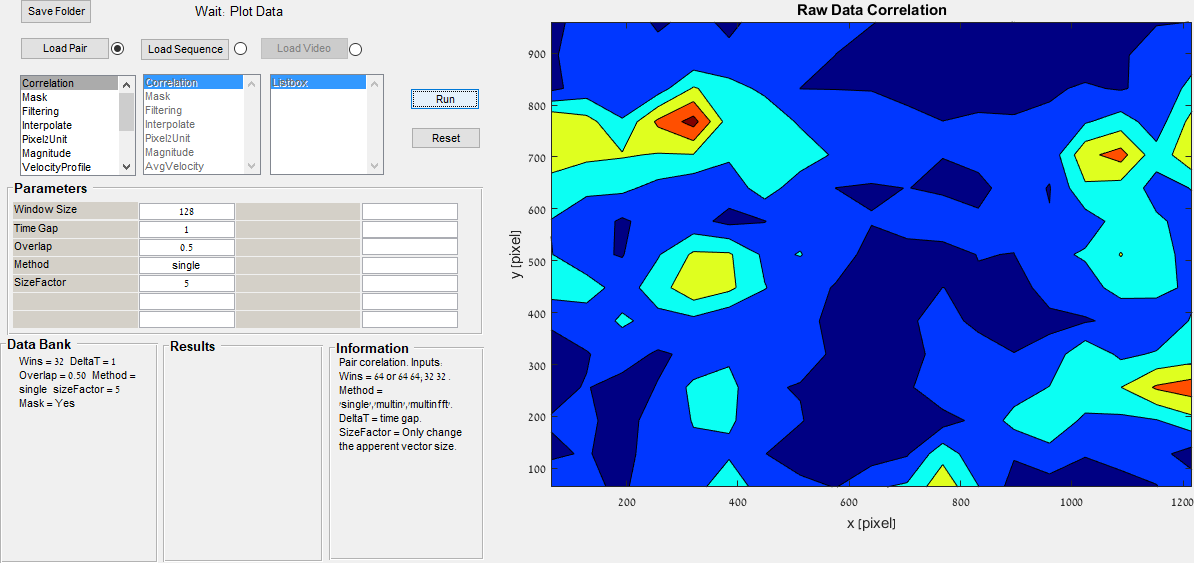 Save Folder
Wait: Plot Data
Load Pair
Load Sequence
Load Video
Correlation
Mask
Filtering
Interpolate
Pixel2Unit
Magnitude
VelocityProfile
Correlation
Mask
Filtering
Interpolate
Pixel2Unit
Magnitude
AvgVelocity
Listbox
Run
Reset
Parameters
Window Size 128
Time Gap 1
Overlap 0.5
Method single
SizeFactor 5
Data Bank
Wins = 32 DeltaT = 1
Overlap = 0.50 Method =
single sizeFactor = 5
Mask = Yes
Results
Information
Pair corelation. Inputs:
Wins = 64 or 64 64, 32 32 .
Method =
'single','multin','multinfft'.
DeltaT = time gap.
SizeFactor = Only change
the apperent vector size.
Raw Data Correlation
y [pixel]
900
800
700
600
500
400
300
200
100
200 400 600 800 1000 1200
x [pixel]